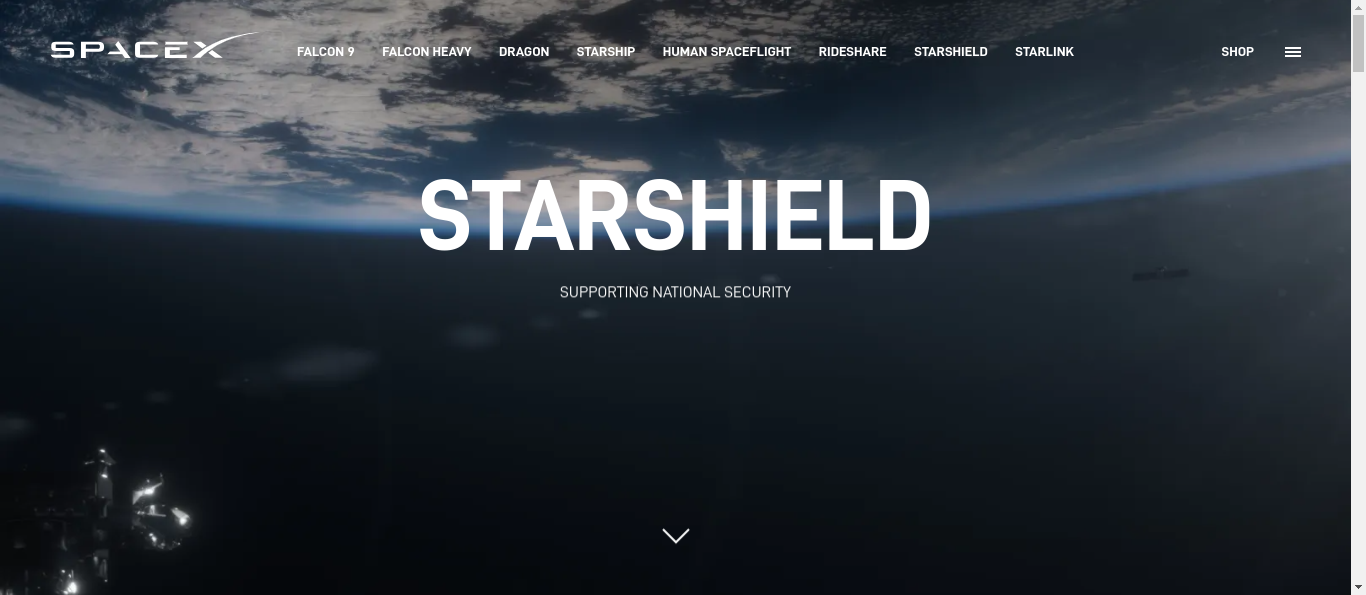 SPACEX FALCON 9 FALCON HEAVY DRAGON STARSHIP HUMAN SPACEFLIGHT RIDESHARE STARSHIELD STARLINK SHOP
STARSHIELD
SUPPORTING NATIONAL SECURITY